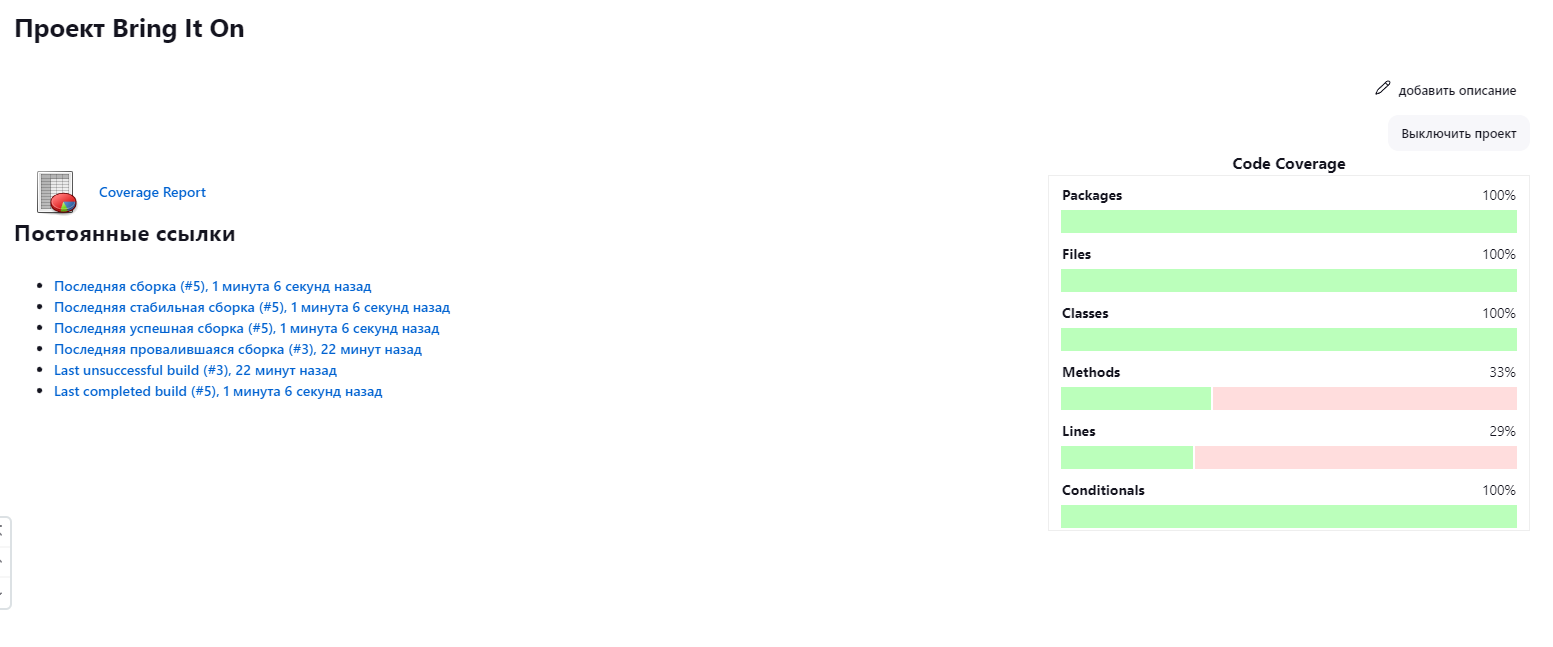 Проект Bring It On
добавить описание
Выключить проект
Coverage Report
Постоянные ссылки
Последняя сборка (#5), 1 минута 6 секунд назад
Последняя стабильная сборка (#5), 1 минута 6 секунд назад
Последняя успешная сборка (#5), 1 минута 6 секунд назад
Последняя провалившаяся сборка (#3), 22 минут назад
Last unsuccessful build (#3), 22 минут назад
Last completed build (#5), 1 минута 6 секунд назад
Code Coverage
Packages 100%
Files 100%
Classes 100%
Methods 33%
Lines 29%
Conditionals 100%